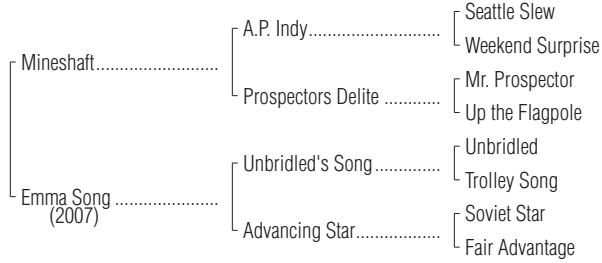 Seattle Slew
A.P. Indy............................
Weekend Surprise
Mineshaft..........................
Mr. Prospector
Prospectors Delite ............
Up the Flagpole
Unbridled
Unbridled's Song..............
Trolley Song
Emma Song ......................
(2007)
Soviet Star
Advancing Star..................
Fair Advantage